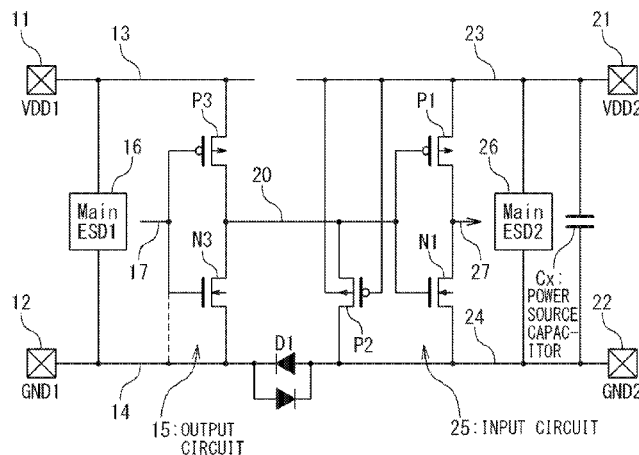 11
13
23
21
VDD1
VDD2
P3
P1
16
26
20
Main
ESD1
Main
ESD2
17
N3
N1
27
Cx:
POWER
SOURCE
CAPAC-
ITOR
12
P2
24
22
D1
GND1
GND2
14
15:OUTPUT
CIRCUIT
25:INPUT CIRCUIT